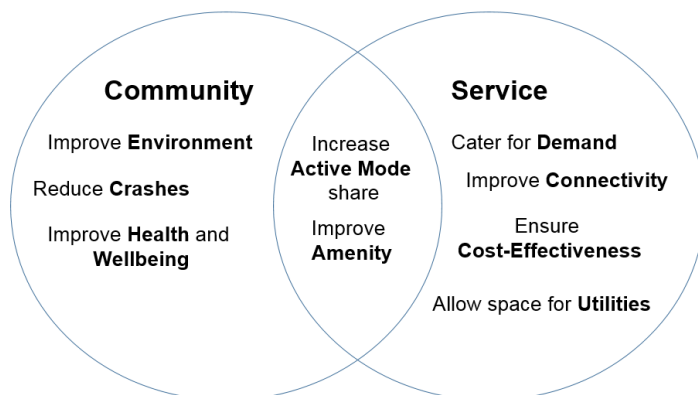 Community
Improve Environment
Reduce Crashes
Improve Health and
Wellbeing
Increase
Active Mode
share
Improve
Amenity
Service
Cater for Demand
Improve Connectivity
Ensure
Cost-Effectiveness
Allow space for Utilities